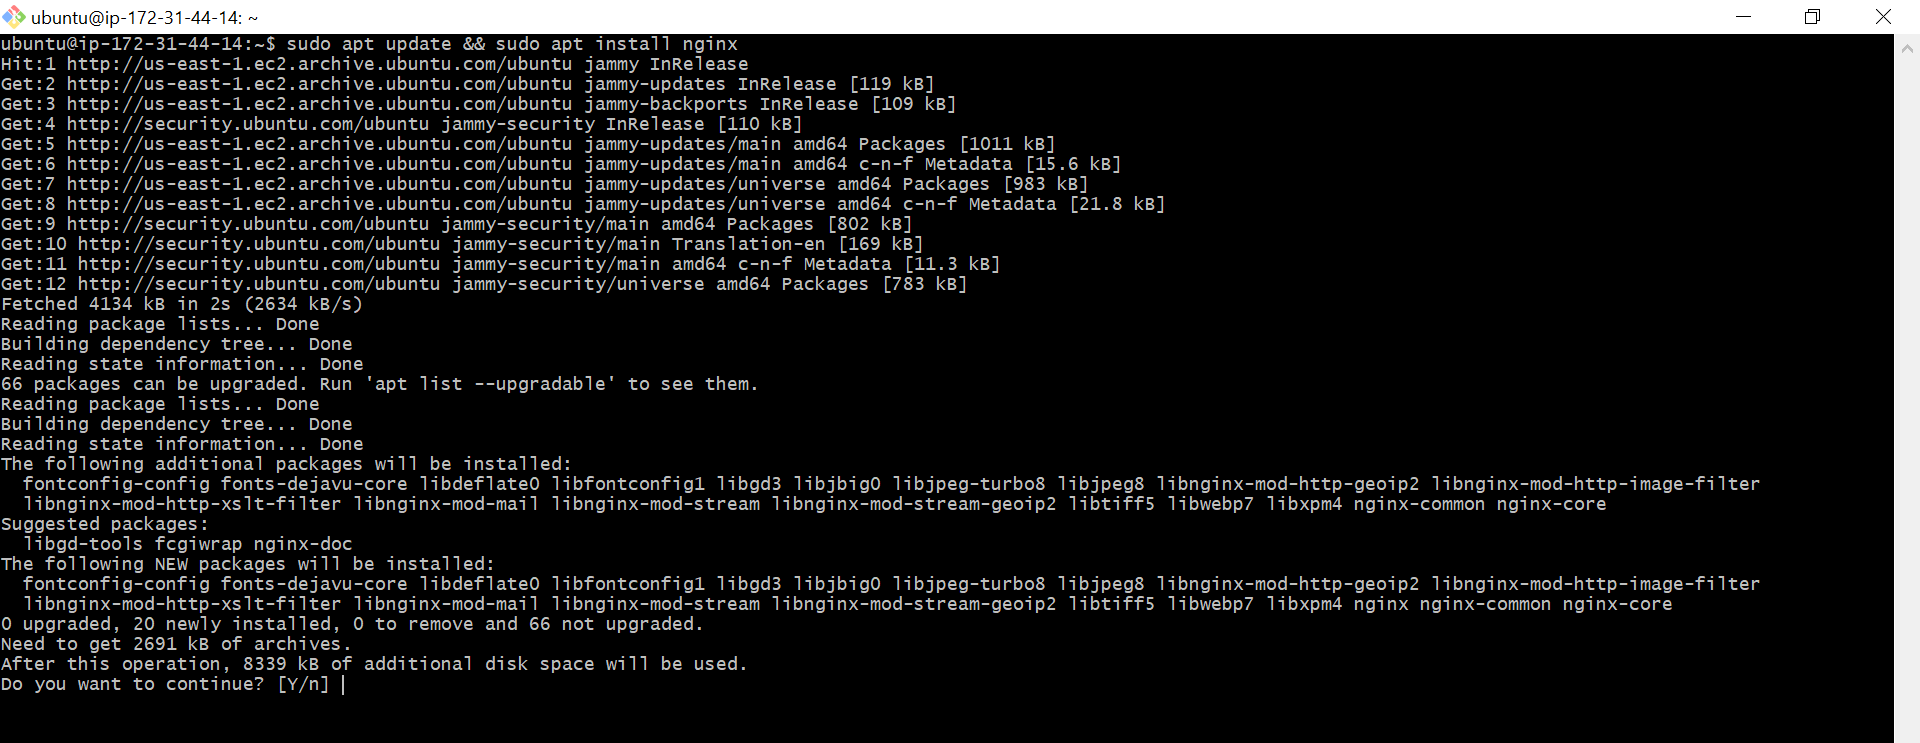 ubuntu@ip-172-31-44-14: ~
ubuntu@ip-172-31-44-14:~$ sudo apt update && sudo apt install nginx
Hit:1 http://us-east-1.ec2.archive.ubuntu.com/ubuntu jammy InRelease
Get:2 http://us-east-1.ec2.archive.ubuntu.com/ubuntu jammy-updates InRelease [119 kB]
Get:3 http://us-east-1.ec2.archive.ubuntu.com/ubuntu jammy-backports InRelease [109 kB]
Get:4 http://security.ubuntu.com/ubuntu jammy-security InRelease [110 kB]
Get:5 http://us-east-1.ec2.archive.ubuntu.com/ubuntu jammy-updates/main amd64 Packages [1011 kB]
Get:6 http://us-east-1.ec2.archive.ubuntu.com/ubuntu jammy-updates/main amd64 c-n-f Metadata [15.6 kB]
Get:7 http://us-east-1.ec2.archive.ubuntu.com/ubuntu jammy-updates/universe amd64 Packages [983 kB]
Get:8 http://us-east-1.ec2.archive.ubuntu.com/ubuntu jammy-updates/universe amd64 c-n-f Metadata [21.8 kB]
Get:9 http://security.ubuntu.com/ubuntu jammy-security/main amd64 Packages [802 kB]
Get:10 http://security.ubuntu.com/ubuntu jammy-security/main Translation-en [169 kB]
Get:11 http://security.ubuntu.com/ubuntu jammy-security/main amd64 c-n-f Metadata [11.3 kB]
Get:12 http://security.ubuntu.com/ubuntu jammy-security/universe amd64 Packages [783 kB]
Fetched 4134 kB in 2s (2634 kB/s)
Reading package lists... Done
Building dependency tree... Done
Reading state information... Done
66 packages can be upgraded. Run 'apt list --upgradable' to see them.
Reading package lists... Done
Building dependency tree... Done
Reading state information... Done
The following additional packages will be installed:
  fontconfig-config fonts-dejavu-core libdeflate0 libfontconfig1 libgd3 libjbig0 libjpeg-turbo8 libjpeg8 libnginx-mod-http-geoip2 libnginx-mod-http-image-filter
  libnginx-mod-http-xslt-filter libnginx-mod-mail libnginx-mod-stream libnginx-mod-stream-geoip2 libtiff5 libwebp7 libxpm4 nginx-common nginx-core
Suggested packages:
  libgd-tools fcgiwrap nginx-doc
The following NEW packages will be installed:
  fontconfig-config fonts-dejavu-core libdeflate0 libfontconfig1 libgd3 libjbig0 libjpeg-turbo8 libjpeg8 libnginx-mod-http-geoip2 libnginx-mod-http-image-filter
  libnginx-mod-http-xslt-filter libnginx-mod-mail libnginx-mod-stream libnginx-mod-stream-geoip2 libtiff5 libwebp7 libxpm4 nginx nginx-common nginx-core
0 upgraded, 20 newly installed, 0 to remove and 66 not upgraded.
Need to get 2691 kB of archives.
After this operation, 8339 kB of additional disk space will be used.
Do you want to continue? [Y/n]